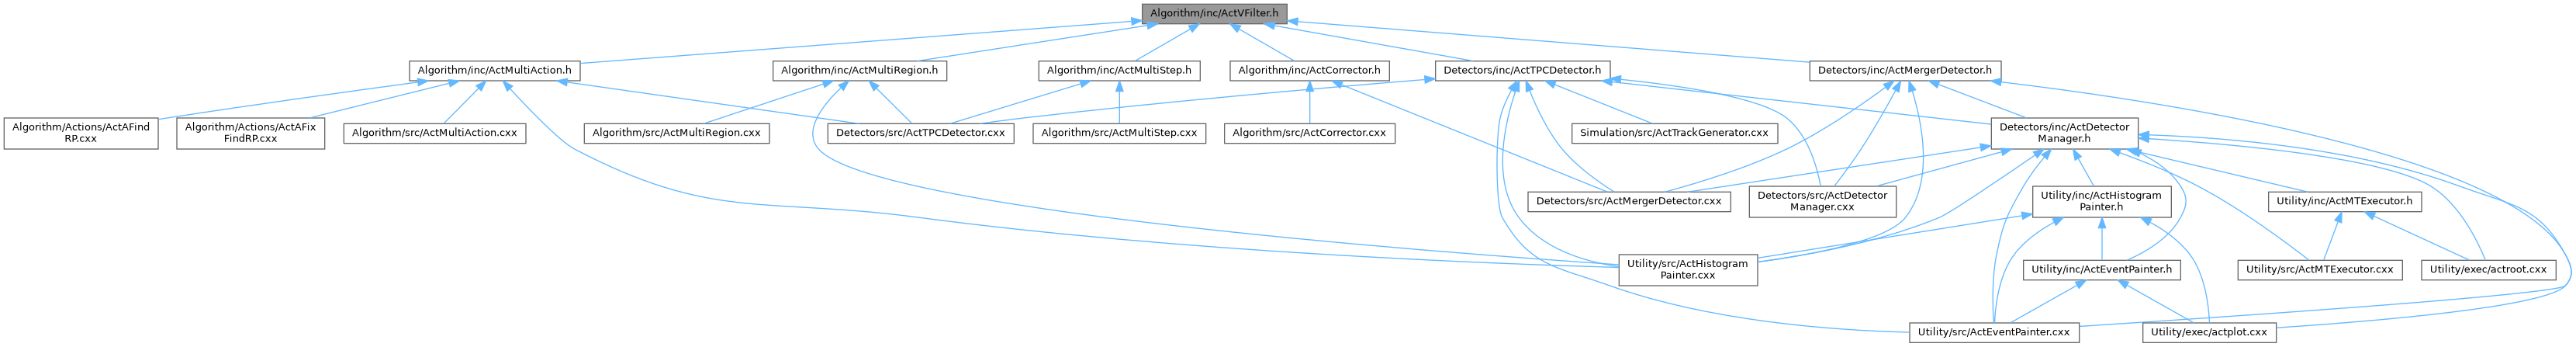 Algorithm/inc/ActVFilter.h
Algorithm/inc/ActMultiAction.h
Algorithm/inc/ActMultiRegion.h
Algorithm/inc/ActMultiStep.h
Algorithm/inc/ActCorrector.h
Detectors/inc/ActTPCDetector.h
Detectors/inc/ActMergerDetector.h
Algorithm/Actions/ActAFind
RP.cxx
Algorithm/Actions/ActAFix
FindRP.cxx
Algorithm/src/ActMultiAction.cxx
Algorithm/src/ActMultiRegion.cxx
Detectors/src/ActTPCDetector.cxx
Algorithm/src/ActMultiStep.cxx
Algorithm/src/ActCorrector.cxx
Simulation/src/ActTrackGenerator.cxx
Detectors/inc/ActDetector
Manager.h
Detectors/src/ActMergerDetector.cxx
Detectors/src/ActDetector
Manager.cxx
Utility/inc/ActHistogram
Painter.h
Utility/inc/ActMTExecutor.h
Utility/src/ActHistogram
Painter.cxx
Utility/inc/ActEventPainter.h
Utility/src/ActMTExecutor.cxx
Utility/exec/actroot.cxx
Utility/src/ActEventPainter.cxx
Utility/exec/actplot.cxx